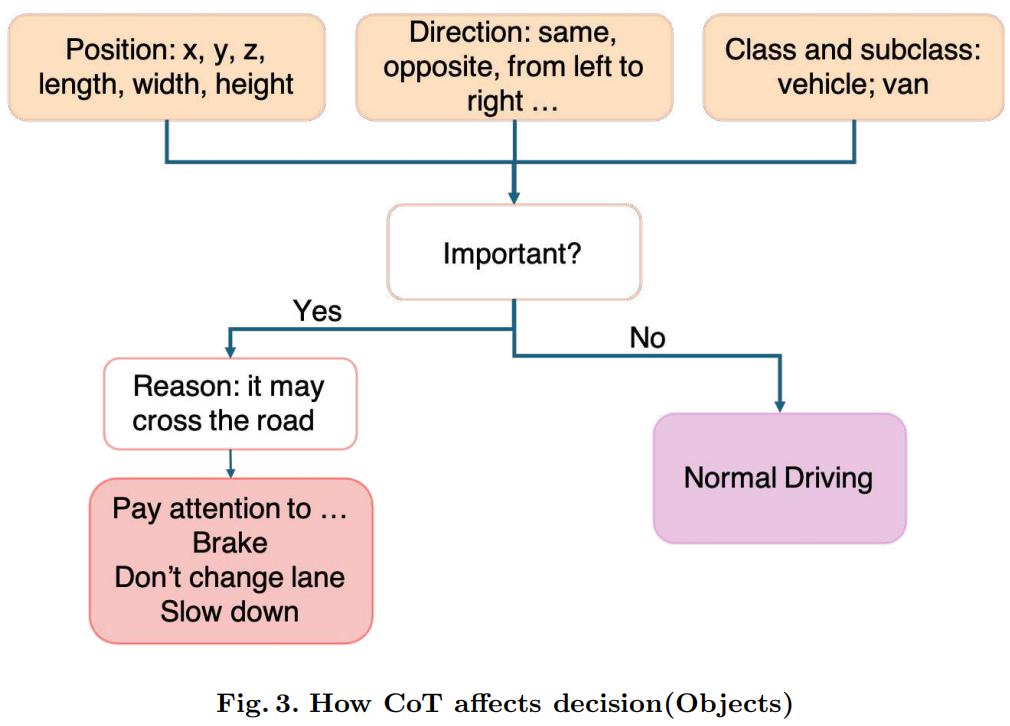 Position: x, y, z,
length, width, height
Direction: same,
opposite, from left to
right …
Class and subclass:
vehicle; van
Important?
Yes
No
Reason: it may
cross the road
Normal Driving
Pay attention to …
Brake
Don’t change lane
Slow down
Fig. 3. How CoT affects decision(Objects)